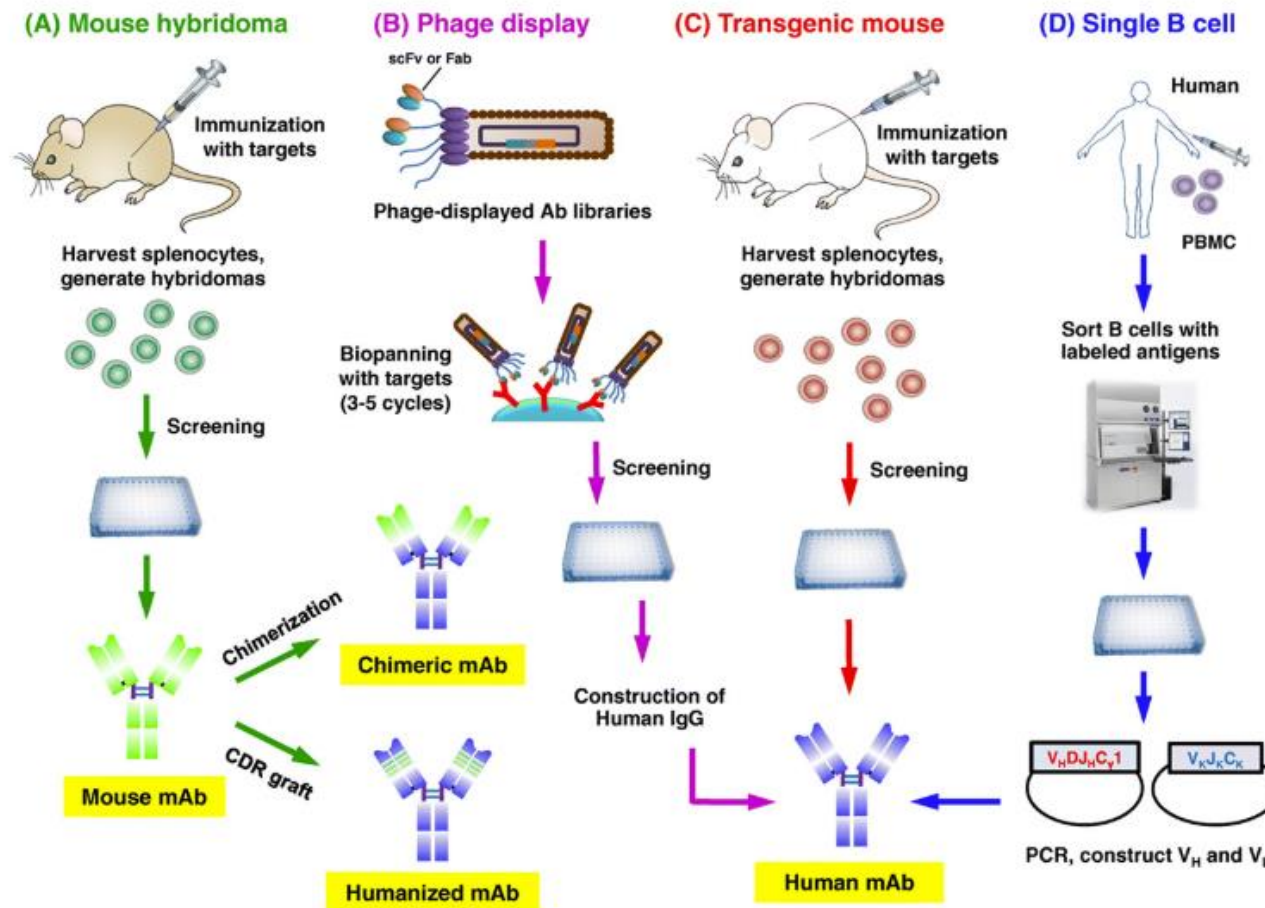 (A) Mouse hybridoma
Immunization
with targets
Harvest splenocytes,
generate hybridomas
Screening
Mouse mAb
Chimerization
CDR graft
Chimeric mAb
Humanized mAb
(B) Phage display
scFv or Fab
Phage-displayed Ab libraries
Biopanning
with targets
(3-5 cycles)
Screening
Construction of
Human IgG
(C) Transgenic mouse
Immunization
with targets
Harvest splenocytes,
generate hybridomas
Screening
Human mAb
(D) Single B cell
Human
PBMC
Sort B cells with
labeled antigens
VHDJHCγ1
VKJKCK
PCR, construct VH and V